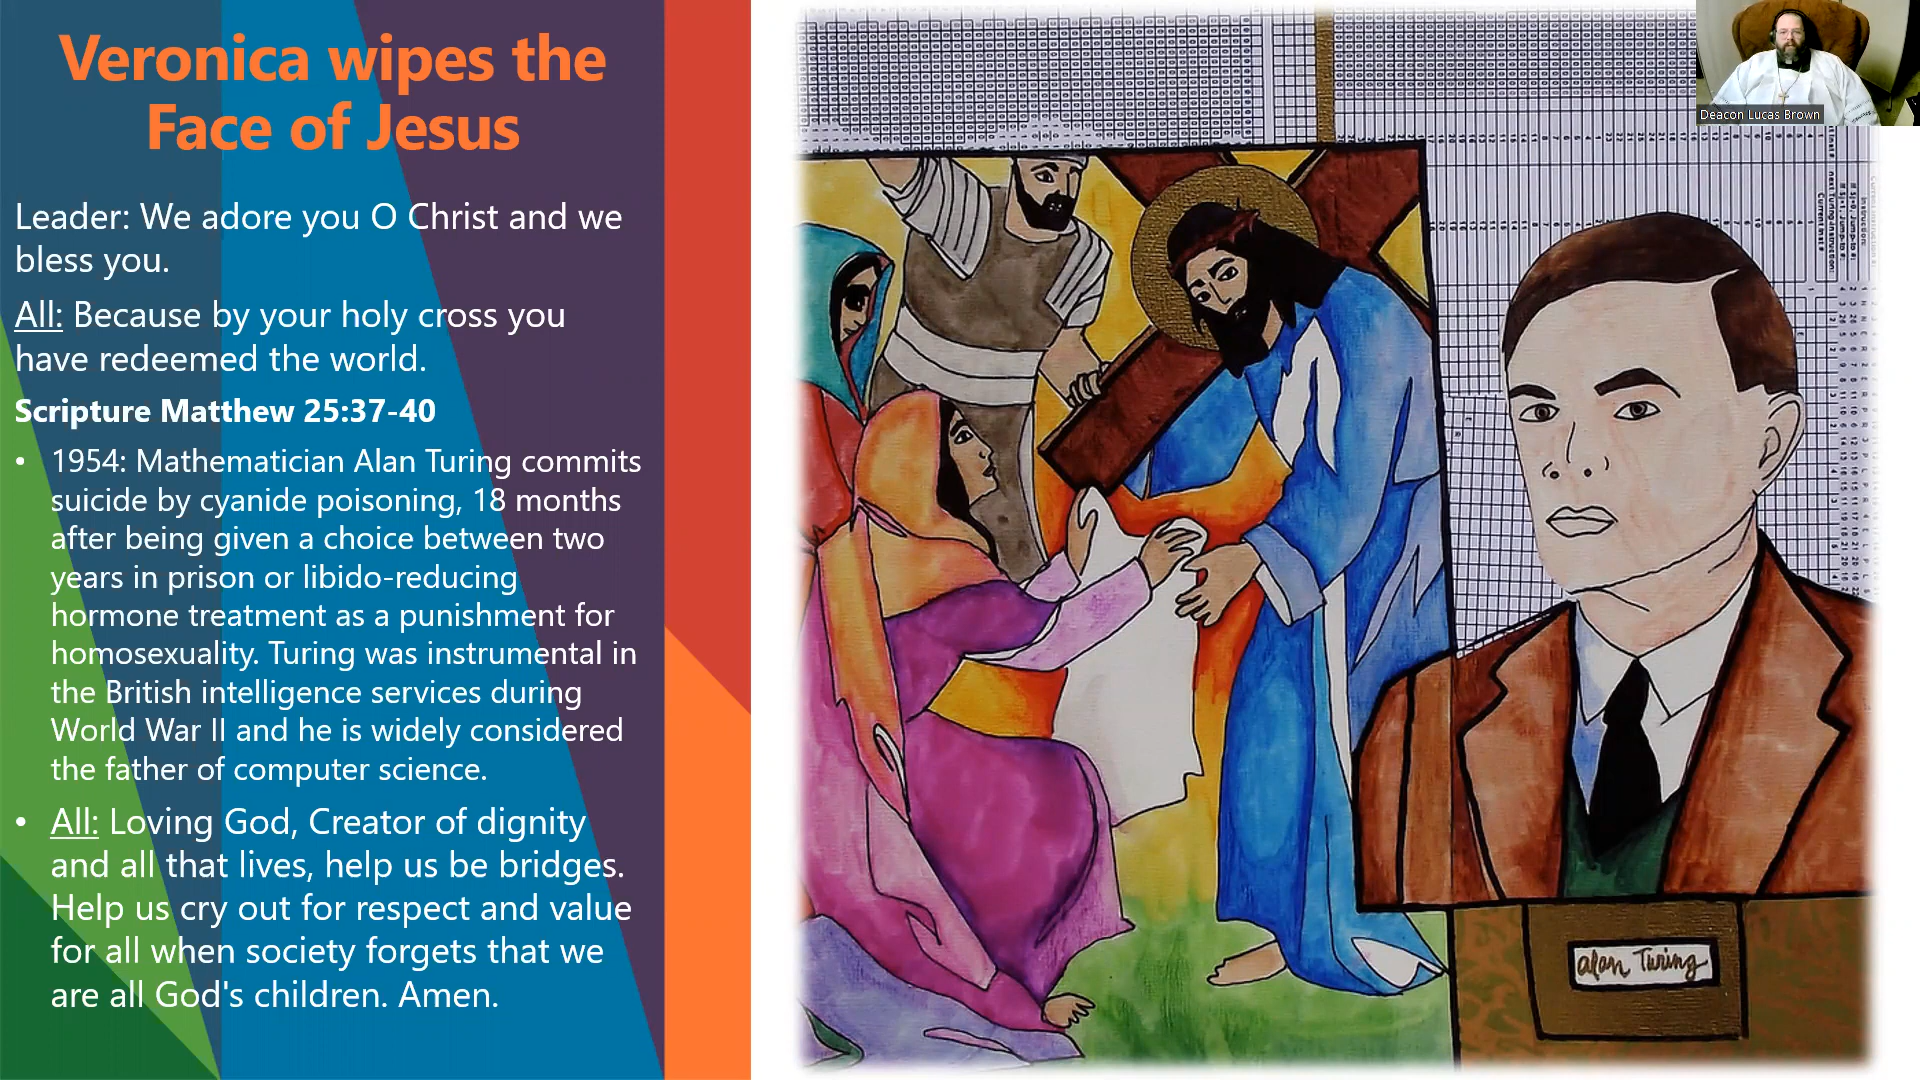 Veronica wipes the
Face of Jesus
Leader: We adore you O Christ and we
bless you.
All: Because by your holy cross you
have redeemed the world.
Scripture Matthew 25:37-40
• 1954: Mathematician Alan Turing commits
suicide by cyanide poisoning, 18 months
after being given a choice between two
years in prison or libido-reducing
hormone treatment as a punishment for
homosexuality. Turing was instrumental in
the British intelligence services during
World War II and he is widely considered
the father of computer science.
• All: Loving God, Creator of dignity
and all that lives, help us be bridges.
Help us cry out for respect and value
for all when society forgets that we
are all God's children. Amen.
Deacon Lucas Brown
alan Turing